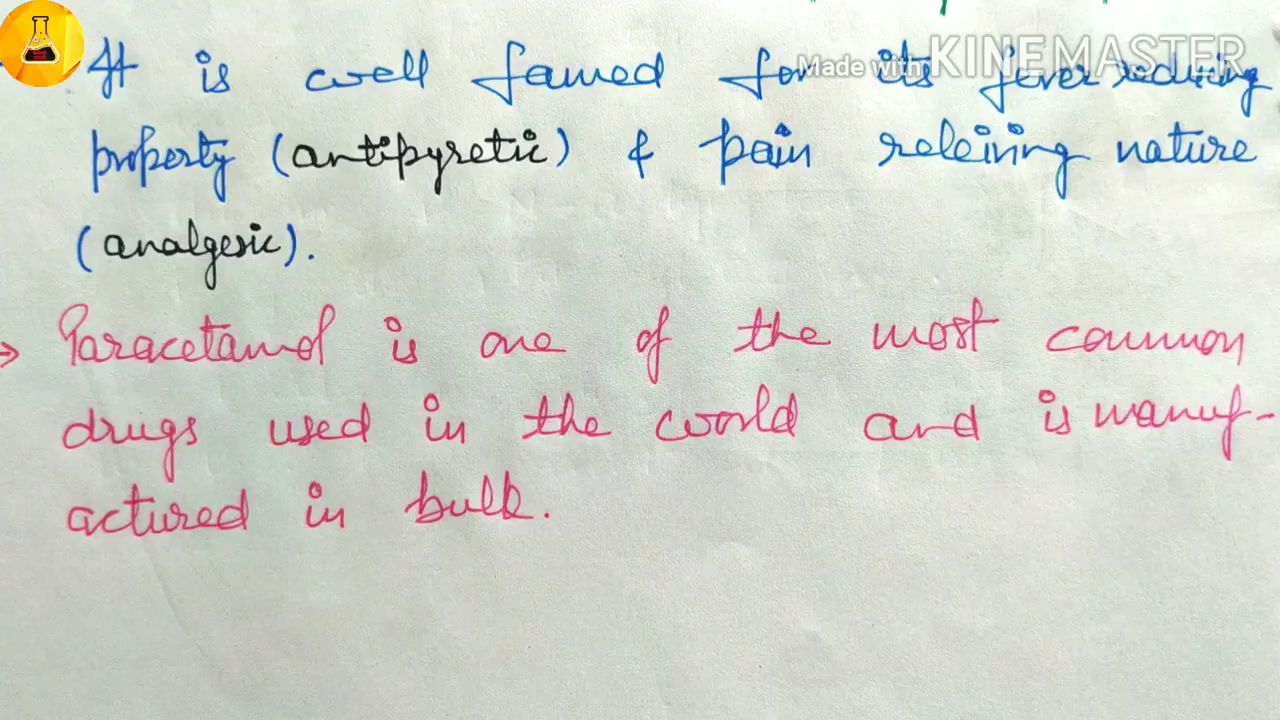 It is well famed for its fever reducing
Made with KINEMASTER
property (antipyretic) & pain releiving nature
(analgesic).
→ Paracetamol is one of the most common
drugs used in the world and is manuf-
actured in bulk.